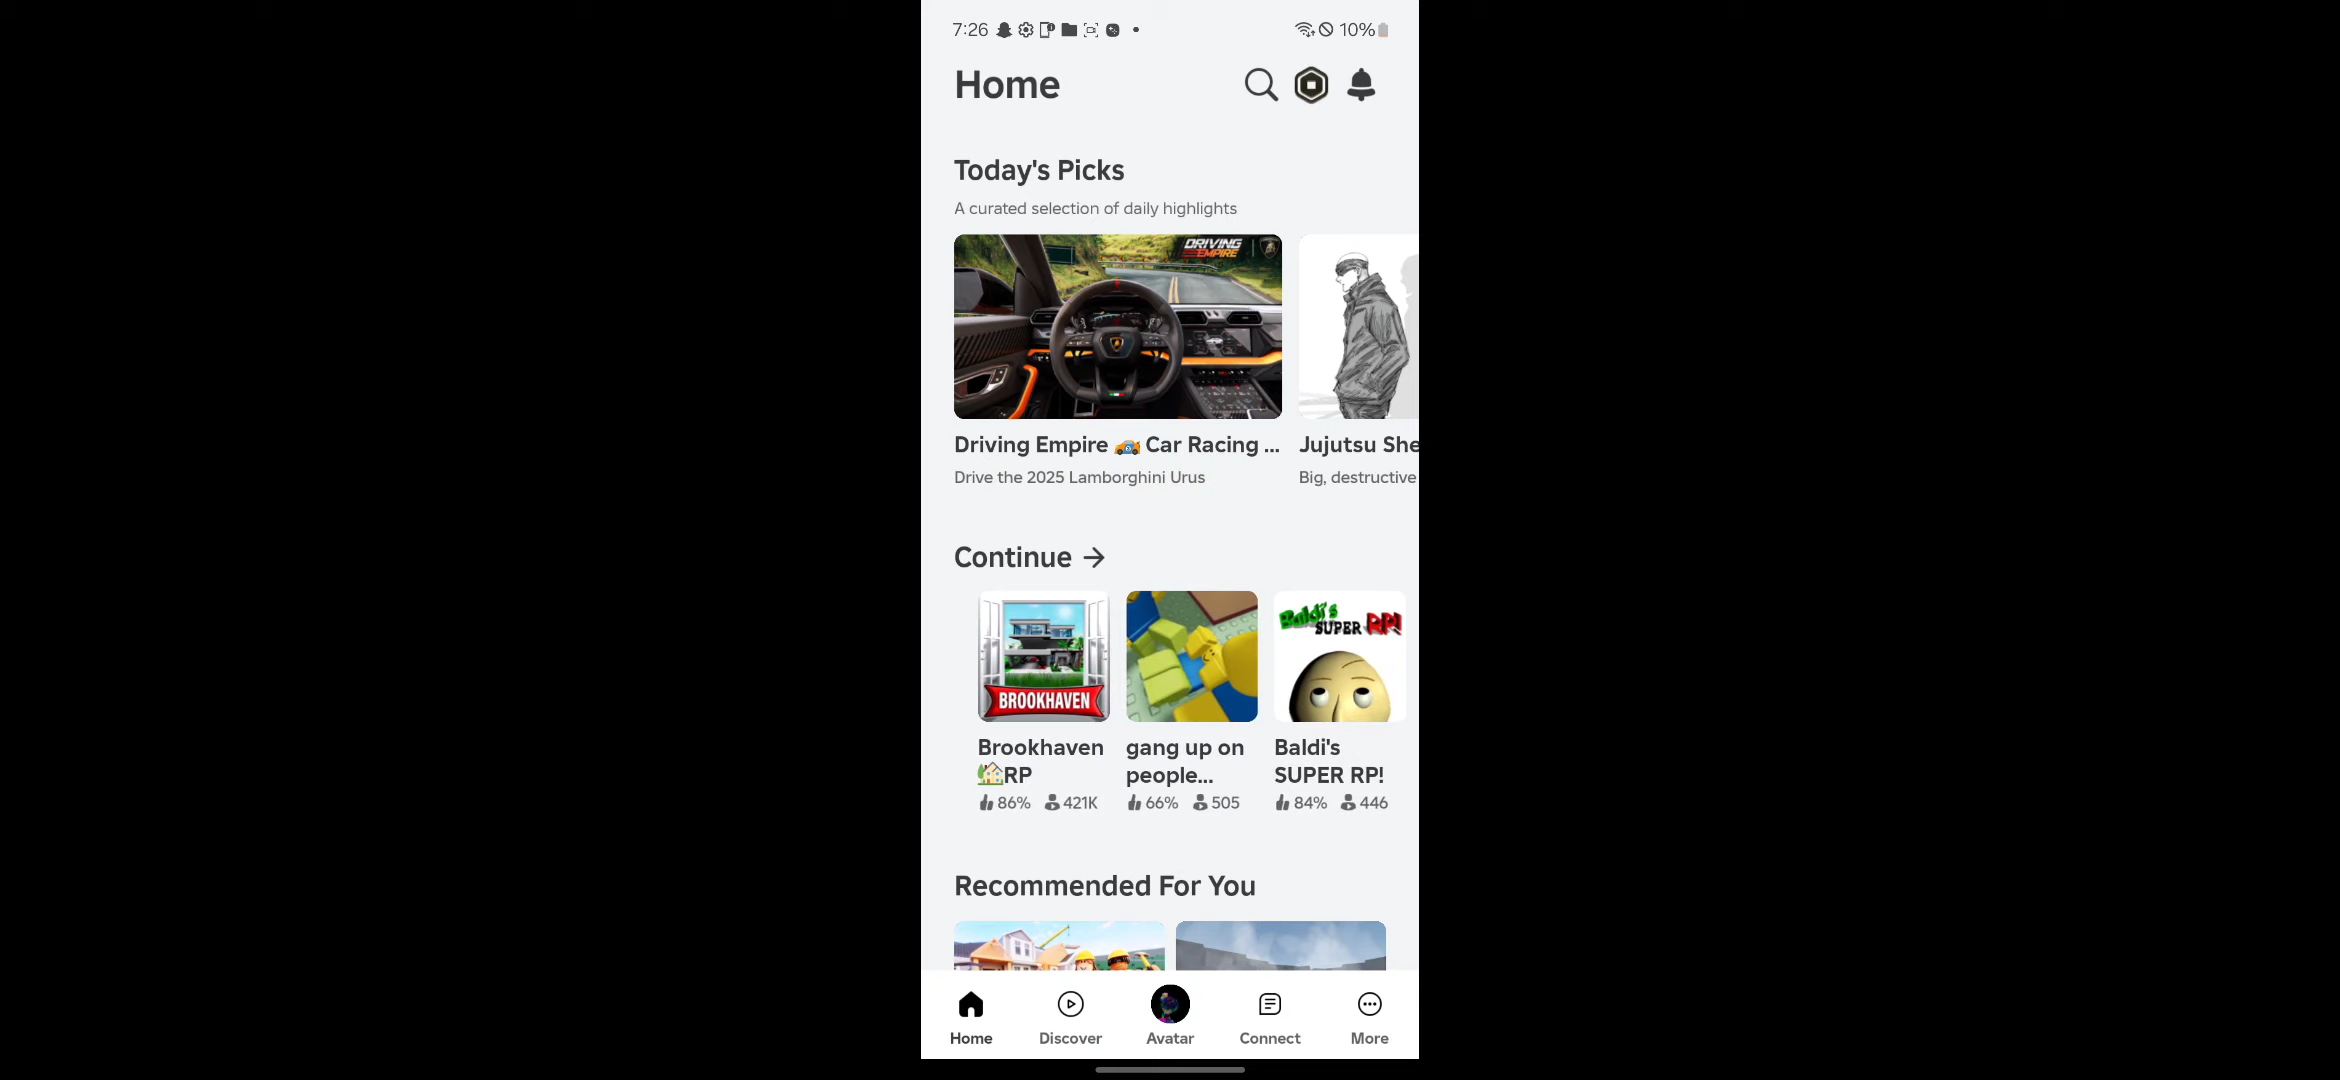 7:26
10%
Home
Today's Picks
A curated selection of daily highlights
DRIVING
EMPIRE
Driving Empire 🏎️ Car Racing ...
Jujutsu She
Drive the 2025 Lamborghini Urus
Big, destructive
Continue →
BROOKHAVEN
Baldi's
SUPER RP!
Brookhaven
🏡RP
86% 421K
gang up on
people...
66% 505
Baldi's
SUPER RP!
84% 446
Recommended For You
Home
Discover
Avatar
Connect
More